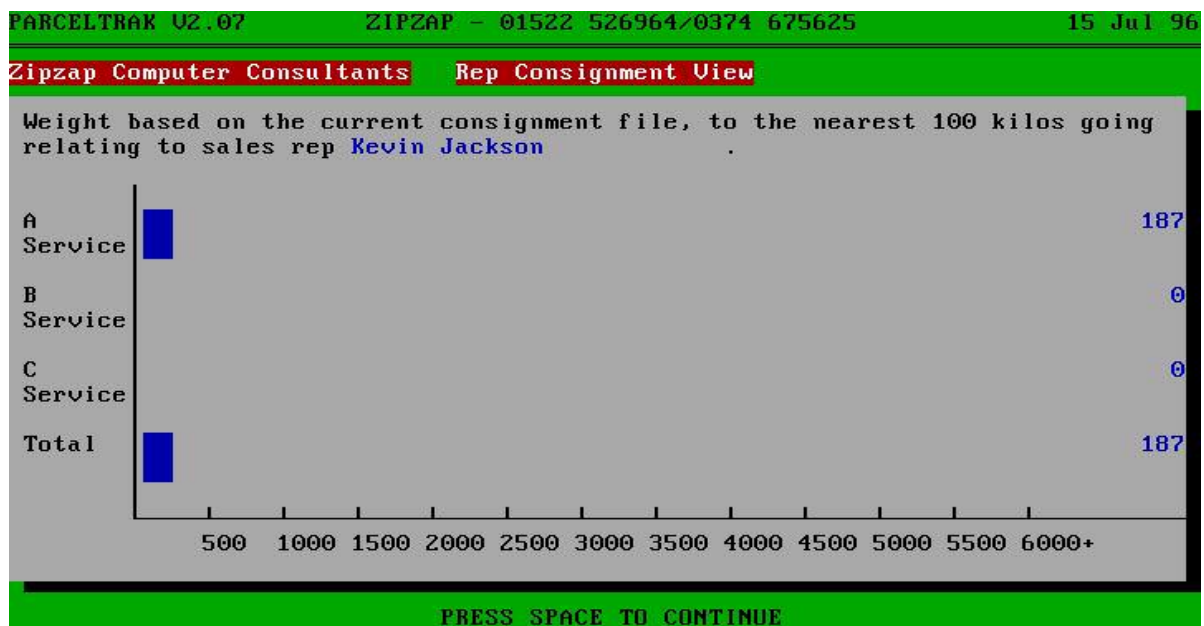 PARCELTRAK V2.07 ZIPZAP - 01522 526964/0374 675625 15 Jul 96
Zipzap Computer Consultants Rep Consignment View
Weight based on the current consignment file, to the nearest 100 kilos going
relating to sales rep Kevin Jackson .
A 187
Service
B 0
Service
C 0
Service
Total 187
500 1000 1500 2000 2500 3000 3500 4000 4500 5000 5500 6000+
PRESS SPACE TO CONTINUE